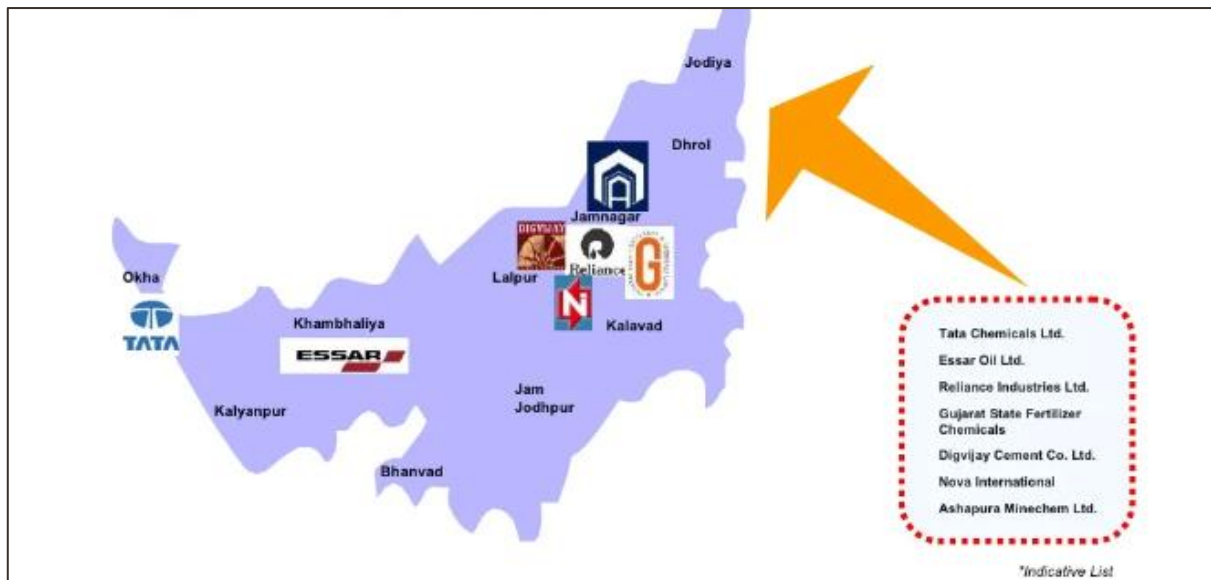 Jodiya
Dhrol
Jamnagar
DIGVIJAY
Reliance
G
Okha
Lalpur
N
TATA
Khambhaliya
Kalavad
ESSAR
Jam
Jodhpur
Kalyanpur
Bhanvad
Tata Chemicals Ltd.
Essar Oil Ltd.
Reliance Industries Ltd.
Gujarat State Fertilizer
Chemicals
Digvijay Cement Co. Ltd.
Nova International
Ashapura Minechem Ltd.
*Indicative List